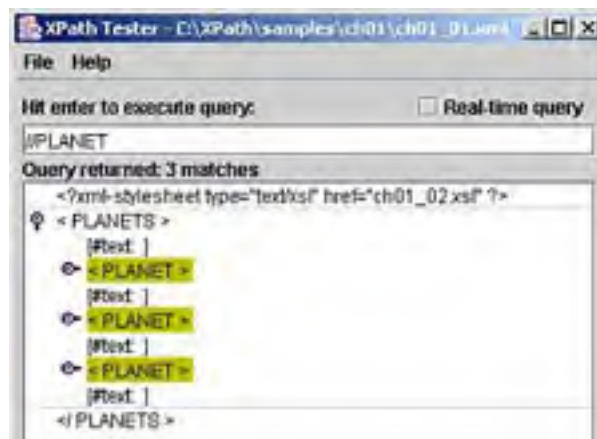 XPath Tester - C:\XPath\samples\ch01\ch01_01.xml
File Help
Hit enter to execute query:
Real-time query
//PLANET
Query returned: 3 matches
<?xml-stylesheet type="text/xsl" href="ch01_02.xsl" ?>
< PLANETS >
[#text: ]
< PLANET >
[#text: ]
< PLANET >
[#text: ]
< PLANET >
[#text: ]
</ PLANETS >